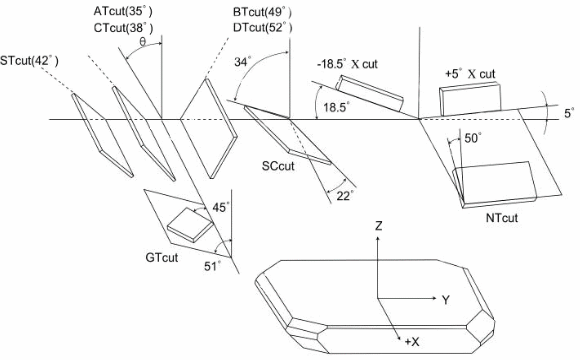 ATcut(35°)
CTcut(38°)
θ
BTcut(49°)
DTcut(52°)
STcut(42°)
34°
-18.5° X cut
18.5°
+5° X cut
5°
50°
SCcut
22°
NTcut
45°
GTcut
51°
Z
Y
+X